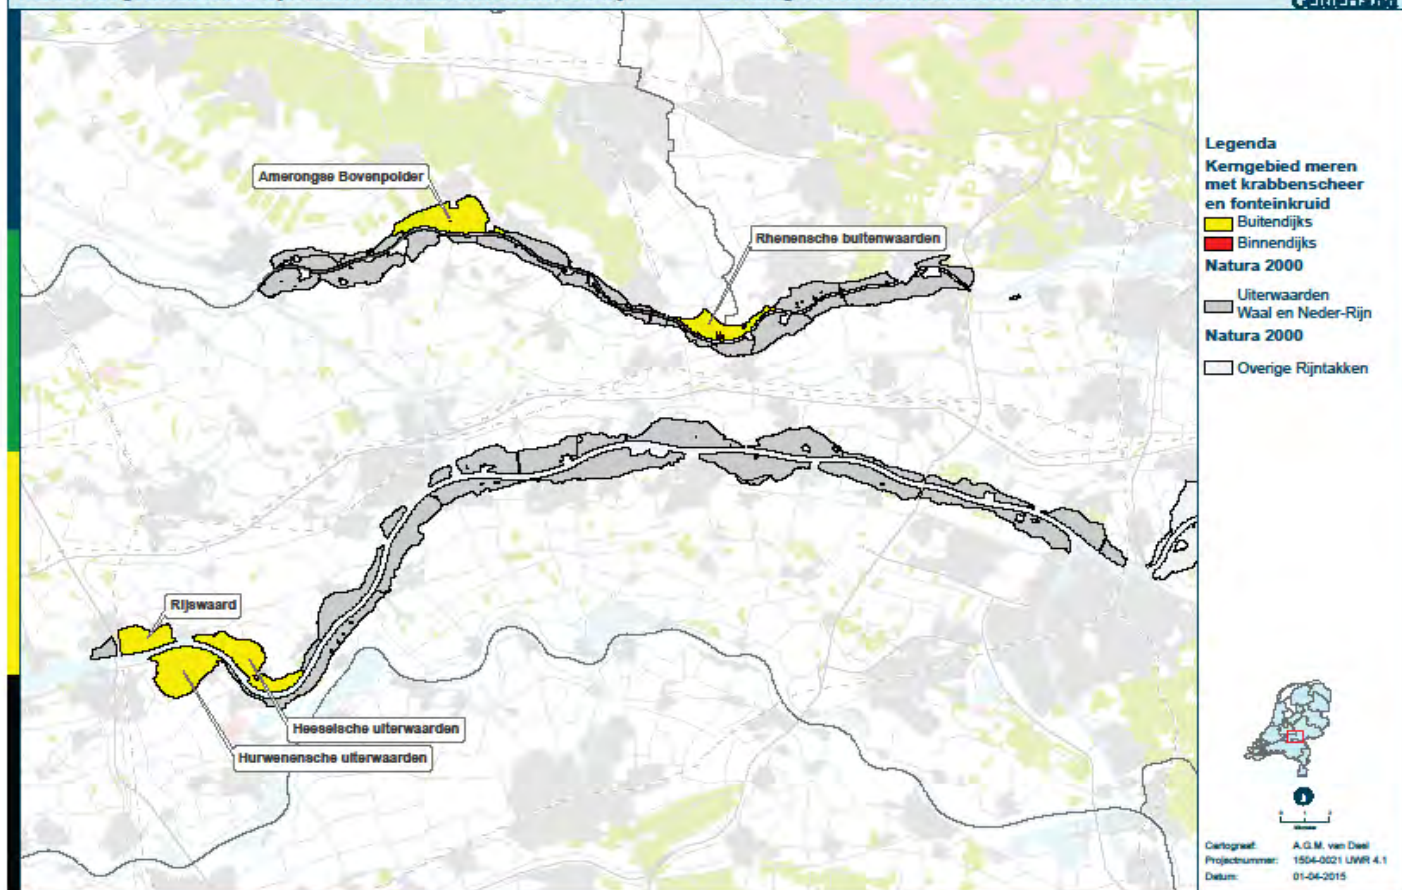 Gelderland
Amerongse Bovenpolder
Rhenensche buitenwaarden
Rijswaard
Heeselsche uiterwaarden
Hurwenensche uiterwaarden
Legenda
Kerngebied meren
met krabbenscheer
en fonteinkruid
Buitendijks
Binnendijks
Natura 2000
Uiterwaarden
Waal en Neder-Rijn
Natura 2000
Overige Rijntakken
Cartograaf: A.G.M. van Dael
Projectnummer: 1504-0021 UWR 4.1
Datum: 01-04-2015